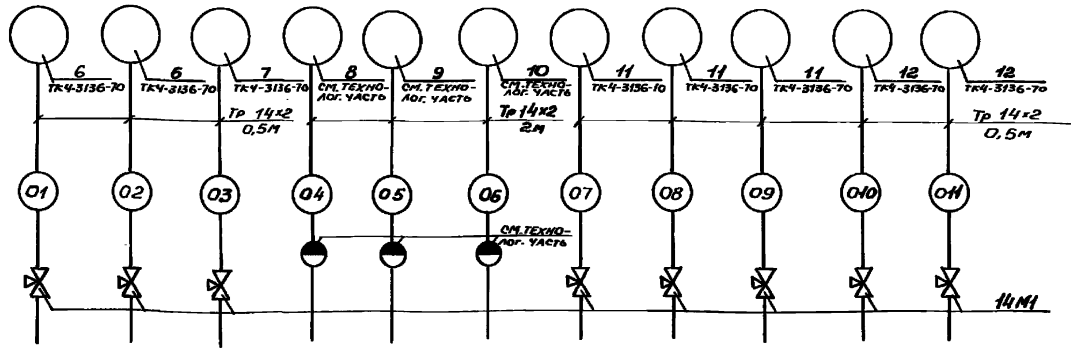 6 6 7 8 9 10 11 11 11 12 12
ТК4-3136-70 ТК4-3136-70 ТК4-3136-70 СМ. ТЕХНО- СМ. ТЕХНО- СМ. ТЕХНО- ТК4-3136-70 ТК4-3136-70 ТК4-3136-70 ТК4-3136-70 ТК4-3136-70
ЛОГ. ЧАСТЬ ЛОГ. ЧАСТЬ ЛОГ. ЧАСТЬ
Тр 14×2 Тр 14×2 Тр 14×2
0,5м 2м 0,5м
01 02 03 04 05 06 07 08 09 010 011
СМ. ТЕХНО-
ЛОГ. ЧАСТЬ
14М1